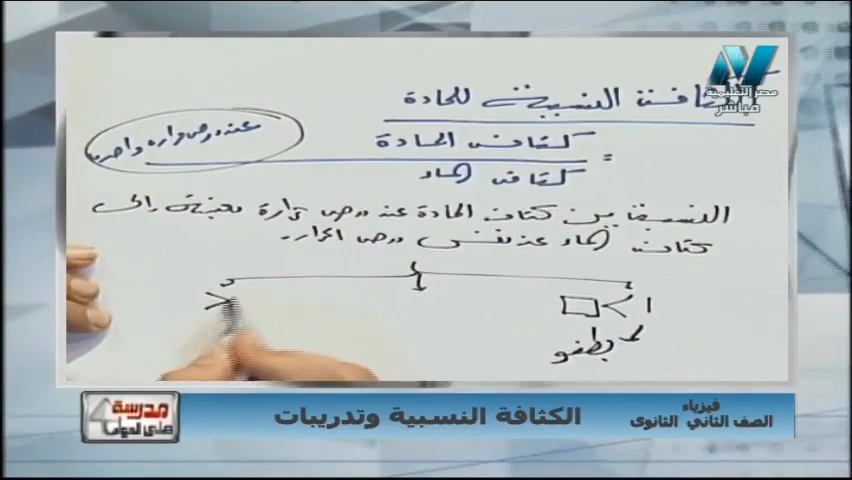 الكثافة النسبية للمادة
= كثافة المادة
كثافة الماء
عند درجة حرارة واحدة
النسبة بين كثافة المادة عند درجة حرارة معينة إلى
كثافة الماء عند نفس درجة الحرارة.
> □ < 1
يطفو
مصر التعليمية
مباشر
مدرسة
على الهواء
الكثافة النسبية وتدريبات
فيزياء
الصف الثاني الثانوى